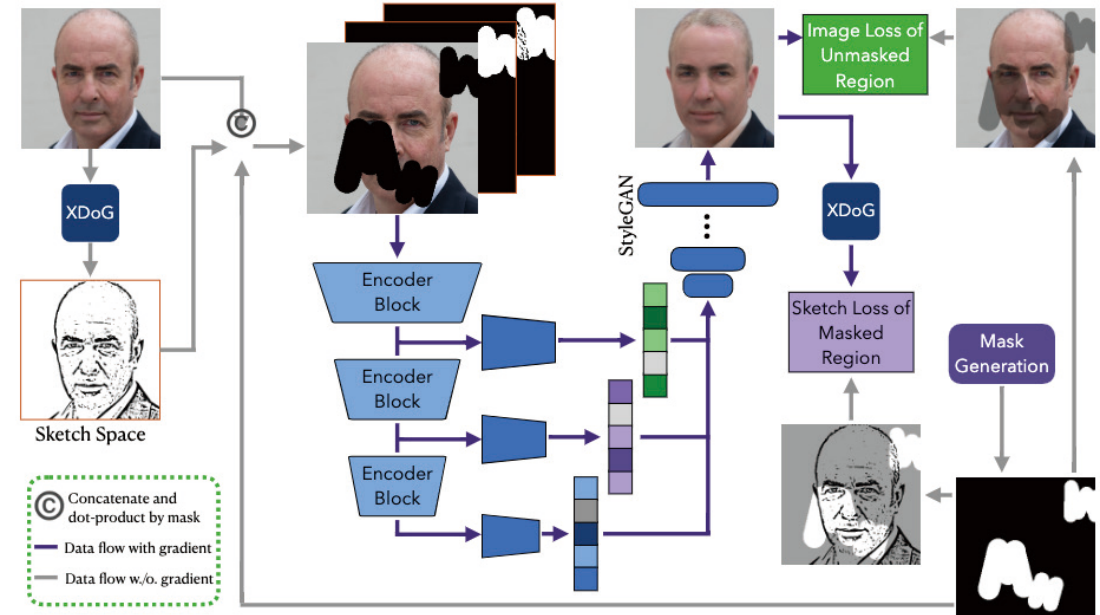 XDoG
Sketch Space
©
Concatenate and
dot-product by mask
Data flow with gradient
Data flow w./o. gradient
©
Encoder
Block
Encoder
Block
Encoder
Block
StyleGAN
Image Loss of
Unmasked
Region
XDoG
Sketch Loss of
Masked
Region
Mask
Generation